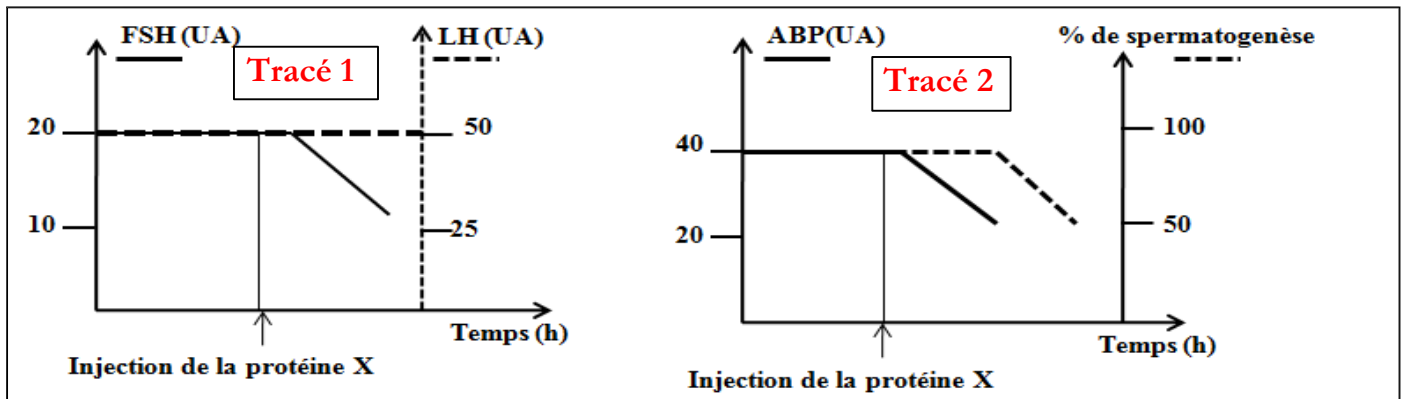 FSH (UA)
LH (UA)
Tracé 1
20
50
10
25
Temps (h)
Injection de la protéine X
ABP(UA)
% de spermatogenèse
Tracé 2
40
100
20
50
Temps (h)
Injection de la protéine X